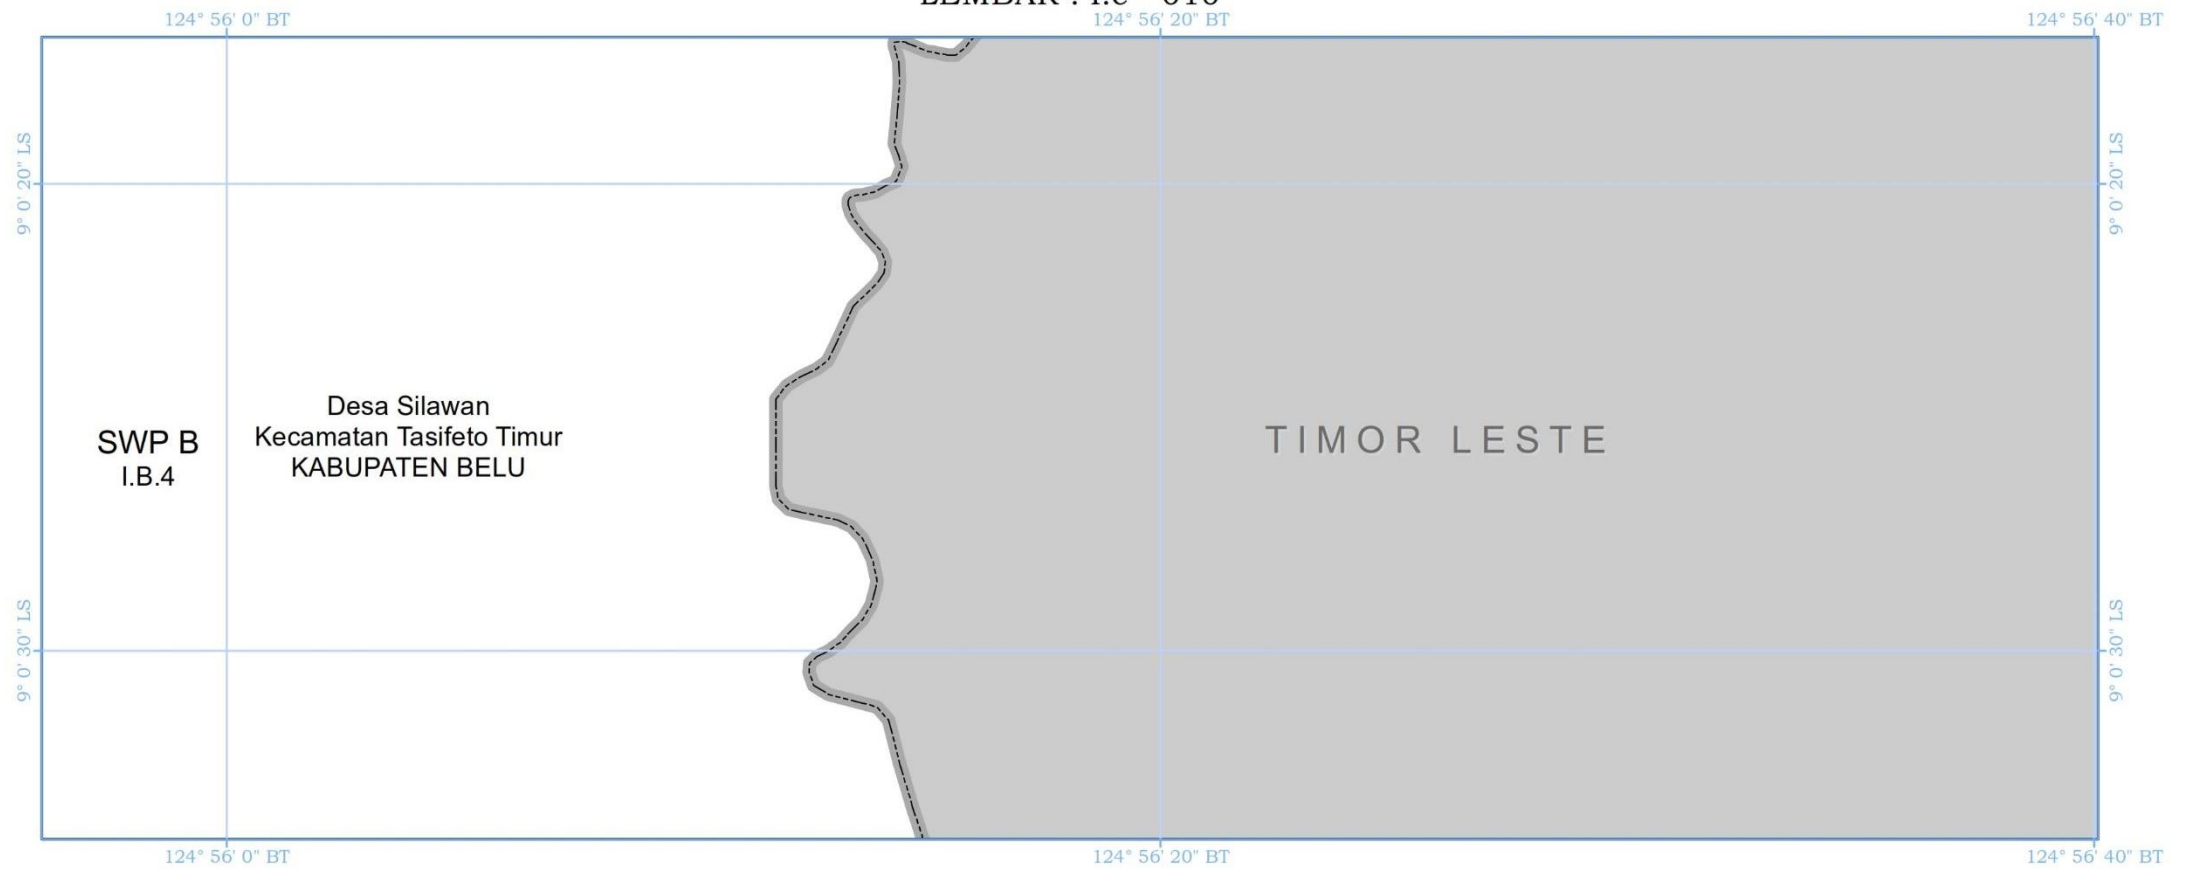 124° 56' 0" BT
124° 56' 20" BT
124° 56' 40" BT
9° 0' 20" LS
9° 0' 20" LS
Desa Silawan
Kecamatan Tasifeto Timur
KABUPATEN BELU
SWP B
I.B.4
TIMOR LESTE
9° 0' 30" LS
9° 0' 30" LS
124° 56' 0" BT
124° 56' 20" BT
124° 56' 40" BT